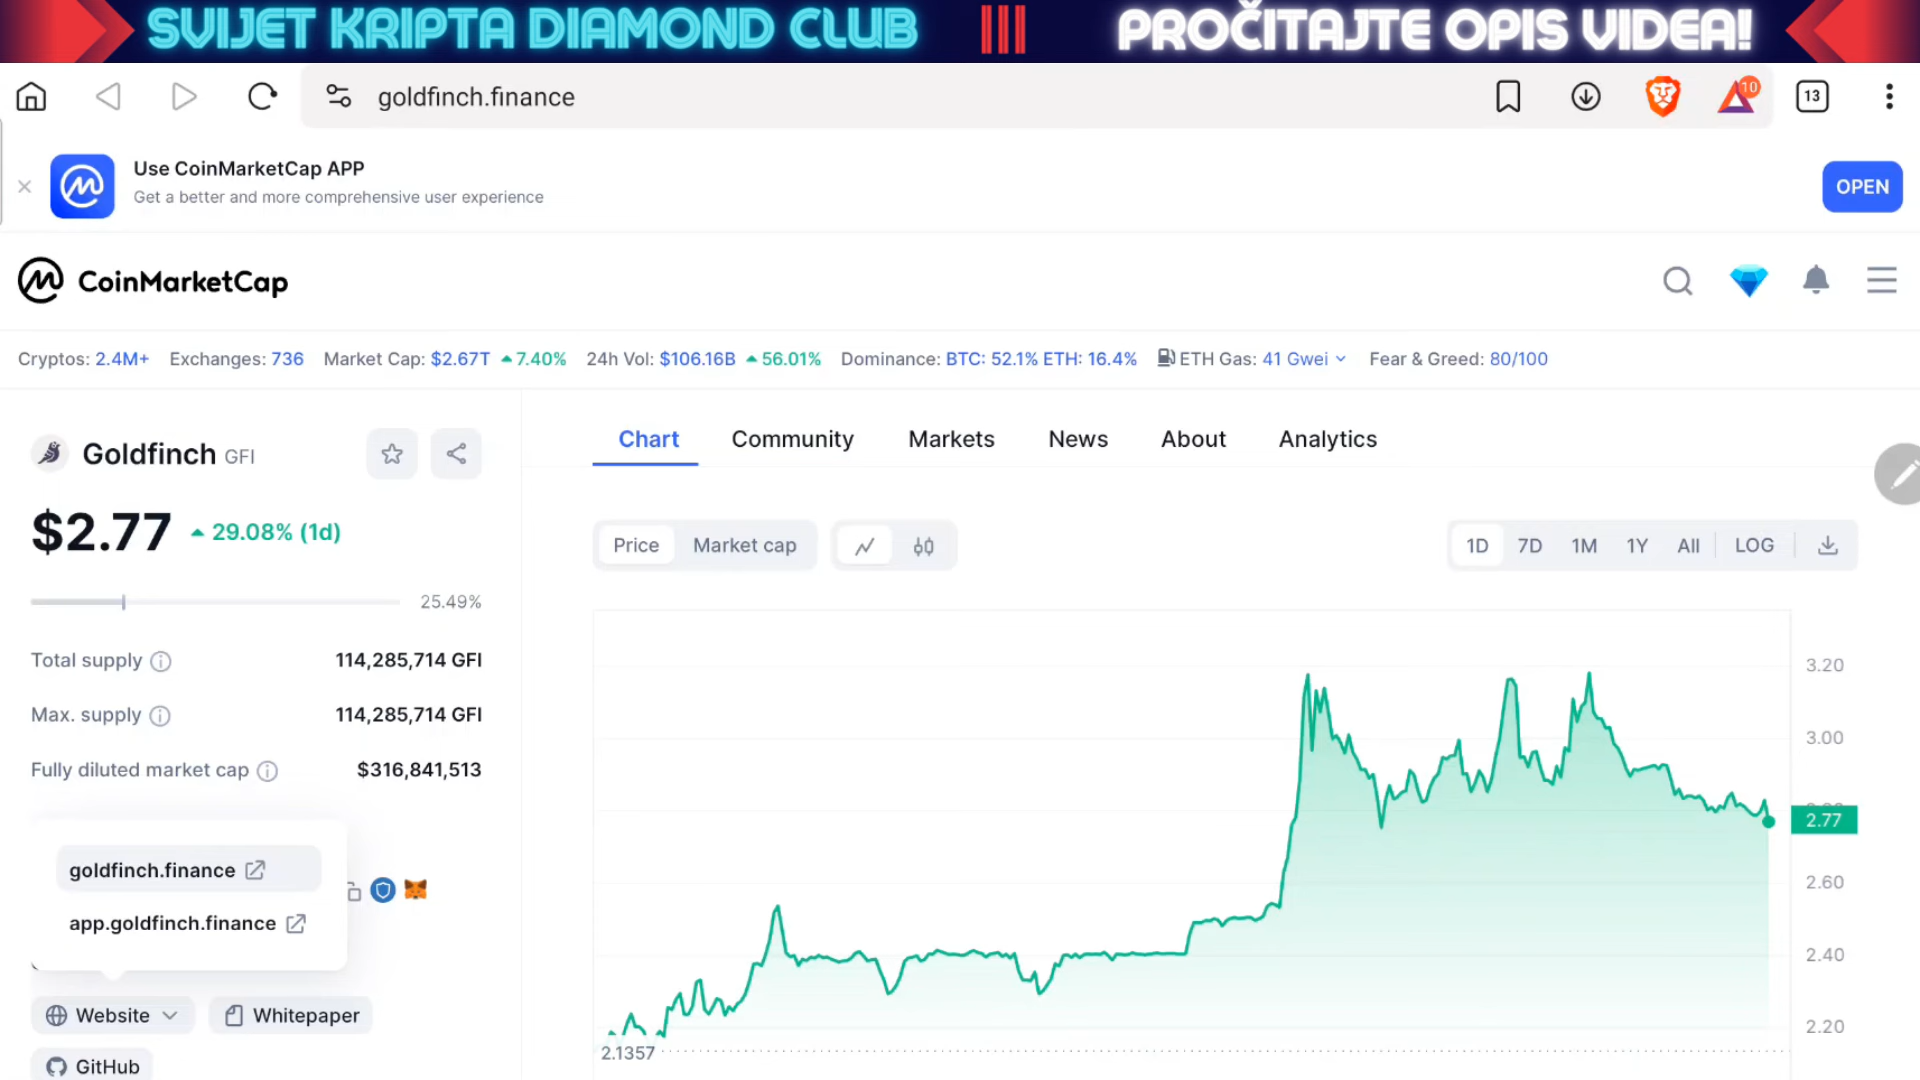 SVIJET KRIPTA DIAMOND CLUB ||| PROČITAJTE OPIS VIDEA!
goldfinch.finance
10
13
Use CoinMarketCap APP
Get a better and more comprehensive user experience
OPEN
CoinMarketCap
Cryptos: 2.4M+ Exchanges: 736 Market Cap: $2.67T 7.40% 24h Vol: $106.16B 56.01% Dominance: BTC: 52.1% ETH: 16.4% ETH Gas: 41 Gwei Fear & Greed: 80/100
Goldfinch GFI
$2.77 29.08% (1d)
25.49%
Total supply 114,285,714 GFI
Max. supply 114,285,714 GFI
Fully diluted market cap $316,841,513
goldfinch.finance
app.goldfinch.finance
Website Whitepaper
GitHub
Chart Community Markets News About Analytics
Price Market cap
1D 7D 1M 1Y All LOG
3.20
3.00
2.77
2.60
2.40
2.20
2.1357